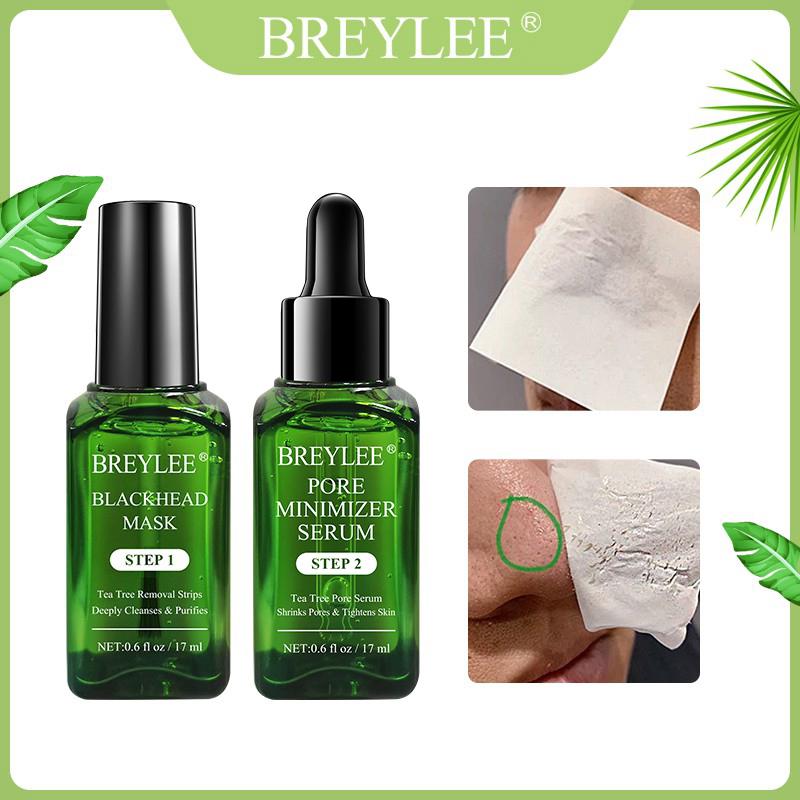 BREYLEE®
BREYLEE®
BLACKHEAD
MASK
STEP 1
Tea Tree Removal Strips
Deeply Cleanses & Purifies
NET:0.6 fl oz / 17 ml
BREYLEE®
PORE
MINIMIZER
SERUM
STEP 2
Tea Tree Pore Serum
Shrinks Pores & Tightens Skin
NET:0.6 fl oz / 17 ml